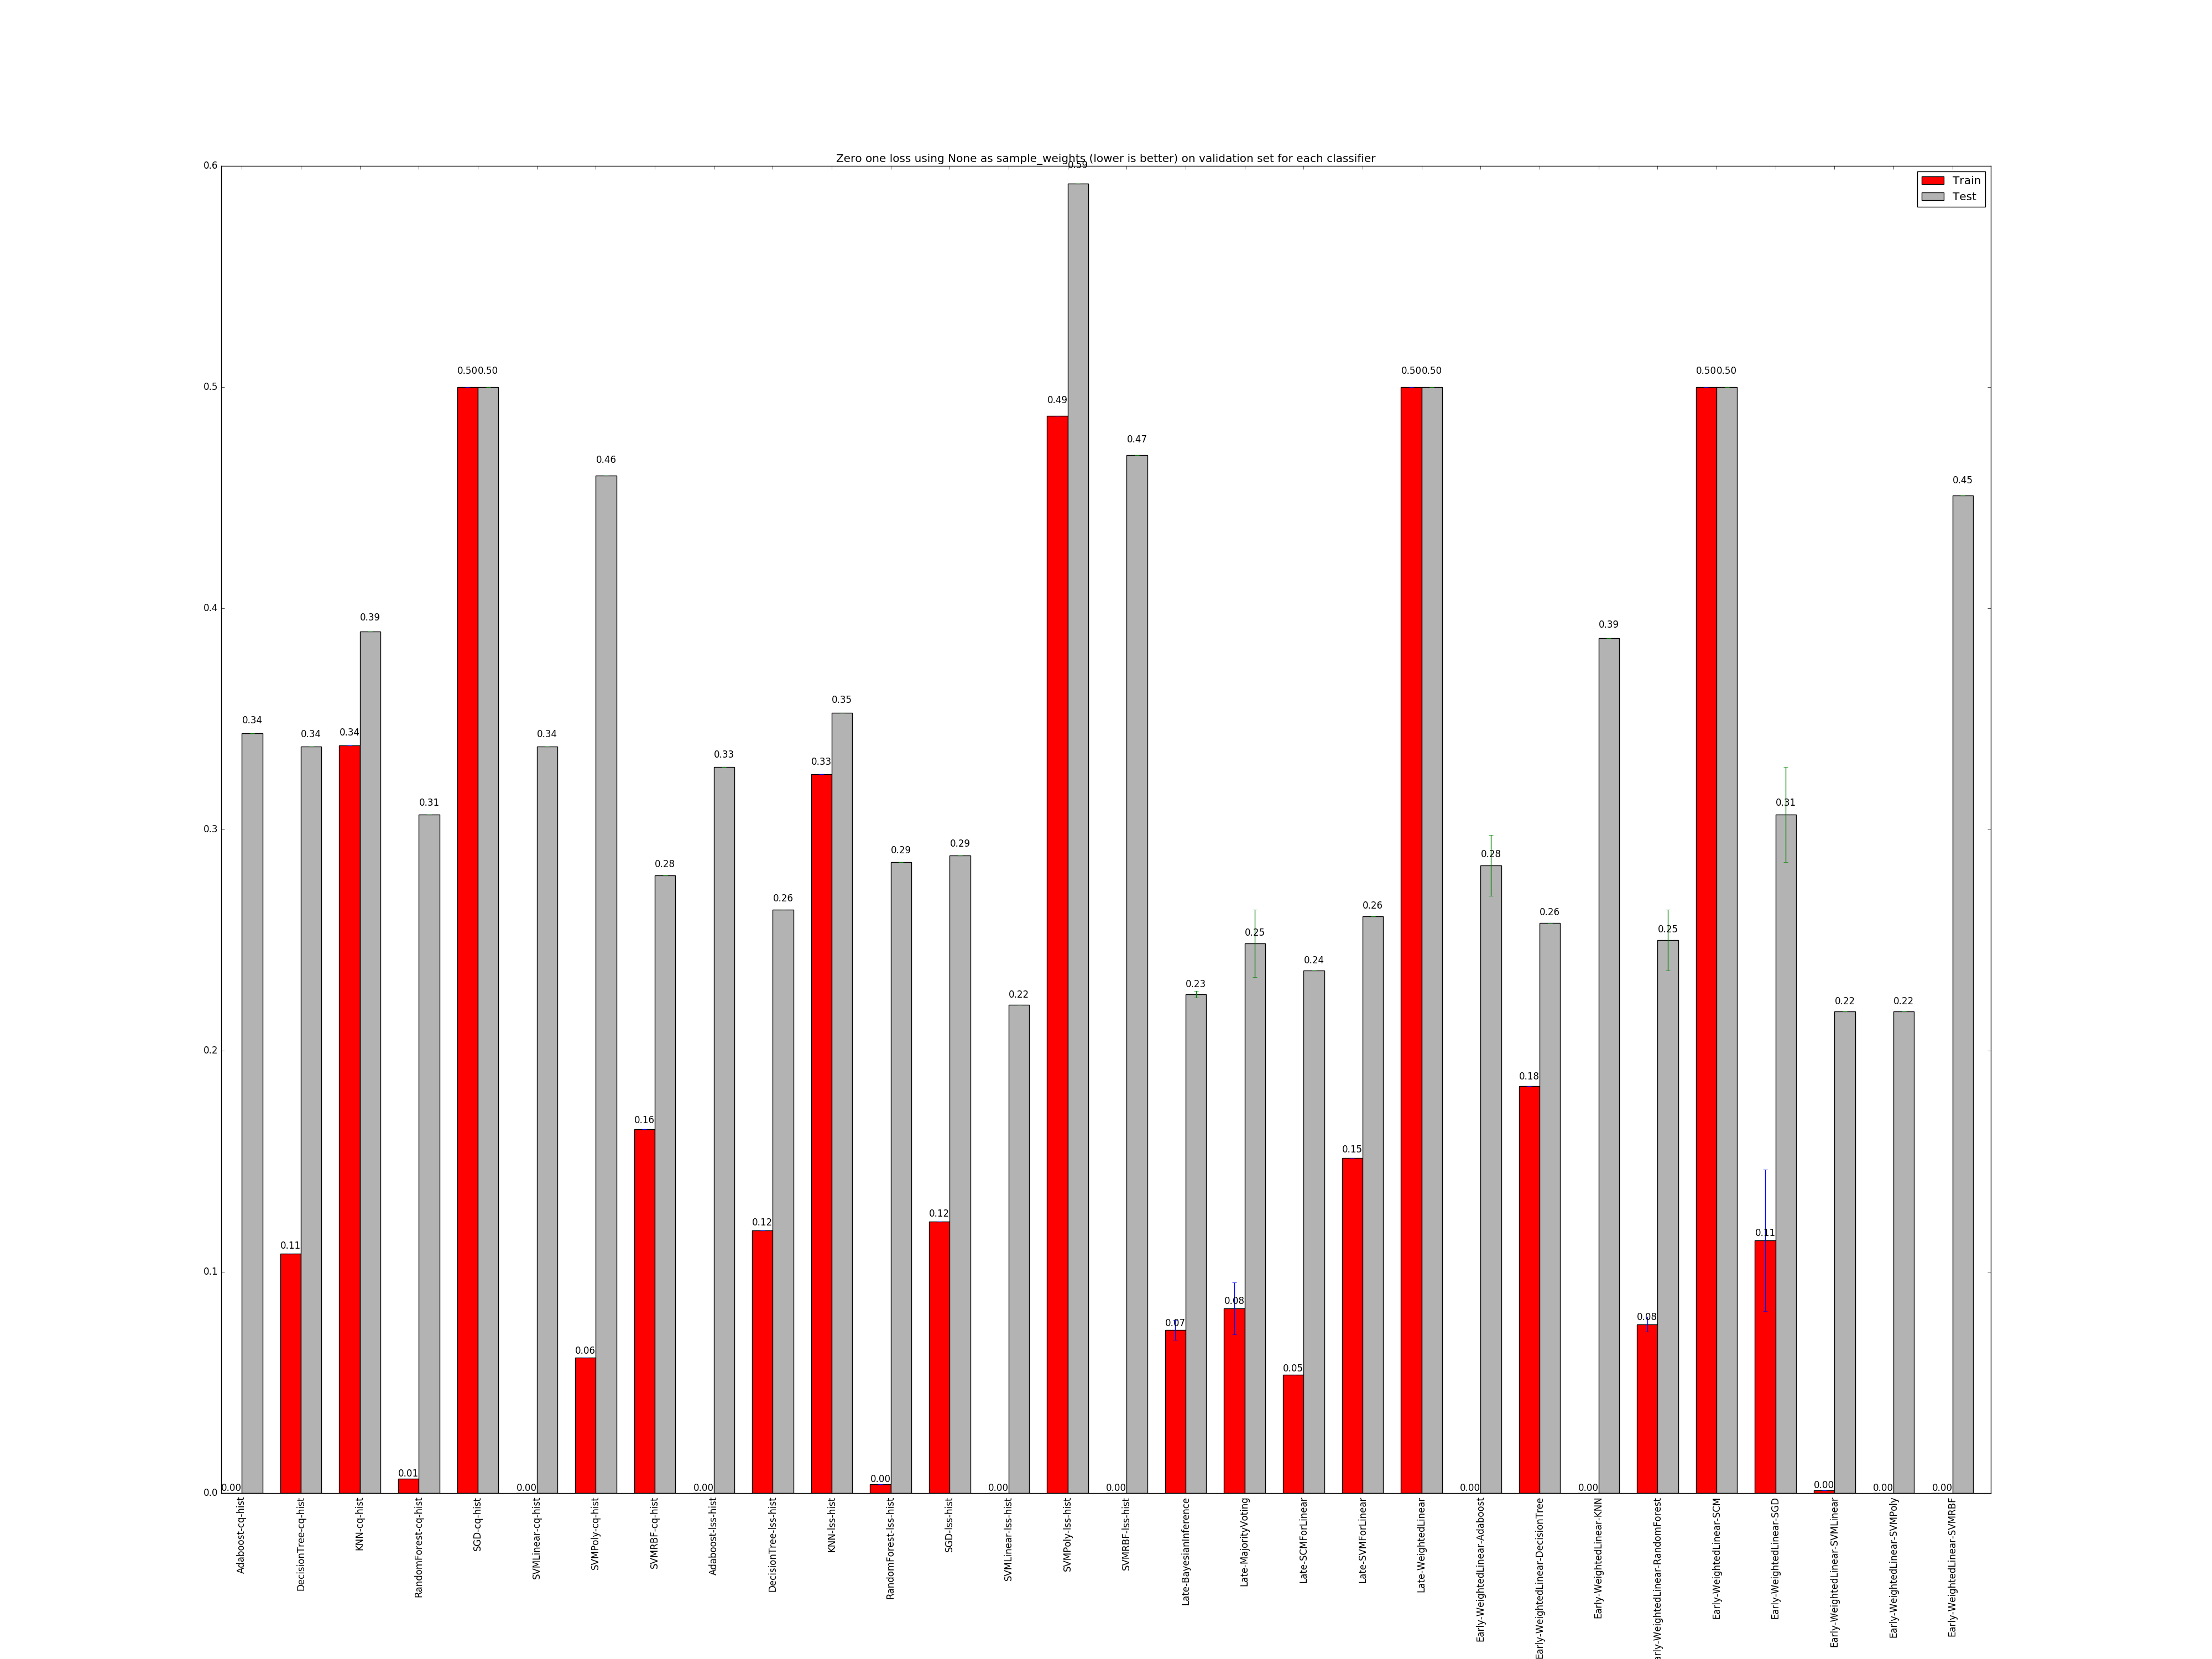 Zero one loss using None as sample_weights (lower is better) on validation set for each classifier
Train
Test
0.6
0.5
0.4
0.3
0.2
0.1
0.0
0.00 0.34
0.11 0.34
0.34 0.39
0.01 0.31
0.50 0.50
0.00 0.34
0.06 0.46
0.16 0.28
0.00 0.33
0.12 0.26
0.33 0.35
0.00 0.29
0.12 0.29
0.00 0.22
0.49 0.59
0.00 0.47
0.07 0.23
0.08 0.25
0.05 0.24
0.15 0.26
0.50 0.50
0.00 0.28
0.18 0.26
0.00 0.39
0.08 0.25
0.50 0.50
0.11 0.31
0.00 0.22
0.00 0.22
0.00 0.45
Adaboost-cq-hist
DecisionTree-cq-hist
KNN-cq-hist
RandomForest-cq-hist
SGD-cq-hist
SVMLinear-cq-hist
SVMPoly-cq-hist
SVMRBF-cq-hist
Adaboost-lss-hist
DecisionTree-lss-hist
KNN-lss-hist
RandomForest-lss-hist
SGD-lss-hist
SVMLinear-lss-hist
SVMPoly-lss-hist
SVMRBF-lss-hist
Late-BayesianInference
Late-MajorityVoting
Late-SCMForLinear
Late-SVMForLinear
Late-WeightedLinear
Early-WeightedLinear-Adaboost
Early-WeightedLinear-DecisionTree
Early-WeightedLinear-KNN
arly-WeightedLinear-RandomForest
Early-WeightedLinear-SCM
Early-WeightedLinear-SGD
Early-WeightedLinear-SVMLinear
Early-WeightedLinear-SVMPoly
Early-WeightedLinear-SVMRBF